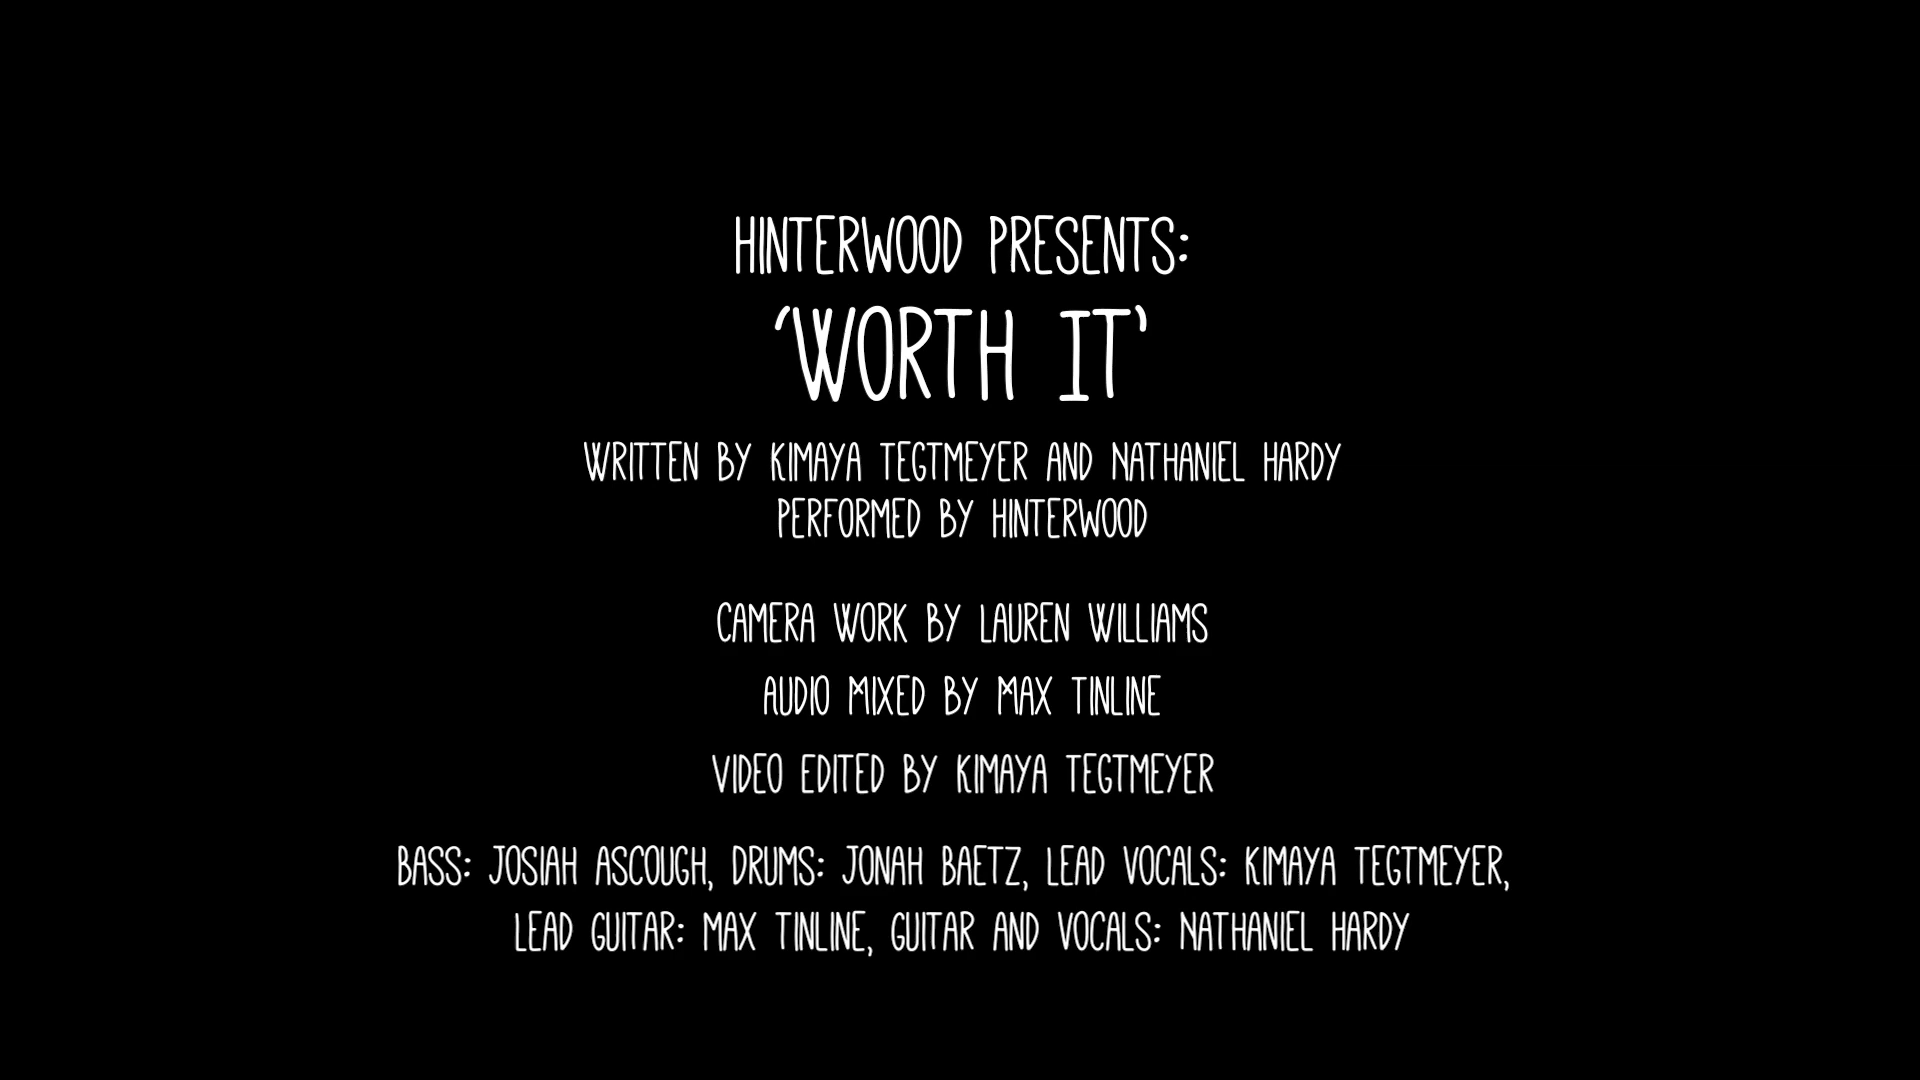 HINTERWOOD PRESENTS:
‘WORTH IT’
WRITTEN BY KIMAYA TEGTMEYER AND NATHANIEL HARDY
PERFORMED BY HINTERWOOD
CAMERA WORK BY LAUREN WILLIAMS
AUDIO MIXED BY MAX TINLINE
VIDEO EDITED BY KIMAYA TEGTMEYER
BASS: JOSIAH ASCOUGH, DRUMS: JONAH BAETZ, LEAD VOCALS: KIMAYA TEGTMEYER,
LEAD GUITAR: MAX TINLINE, GUITAR AND VOCALS: NATHANIEL HARDY